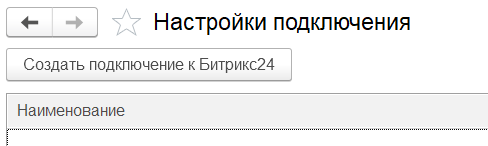 Настройки подключения
Создать подключение к Битрикс24
Наименование